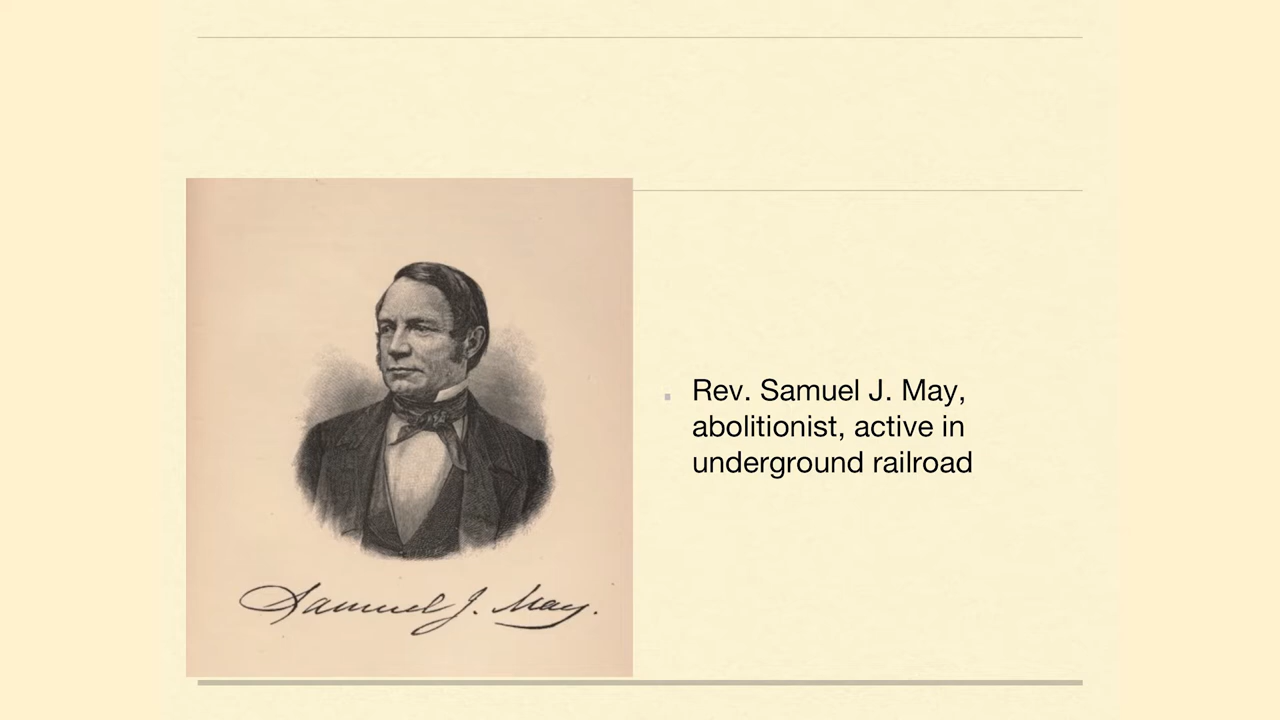 Samuel J. May.
Rev. Samuel J. May,
abolitionist, active in
underground railroad